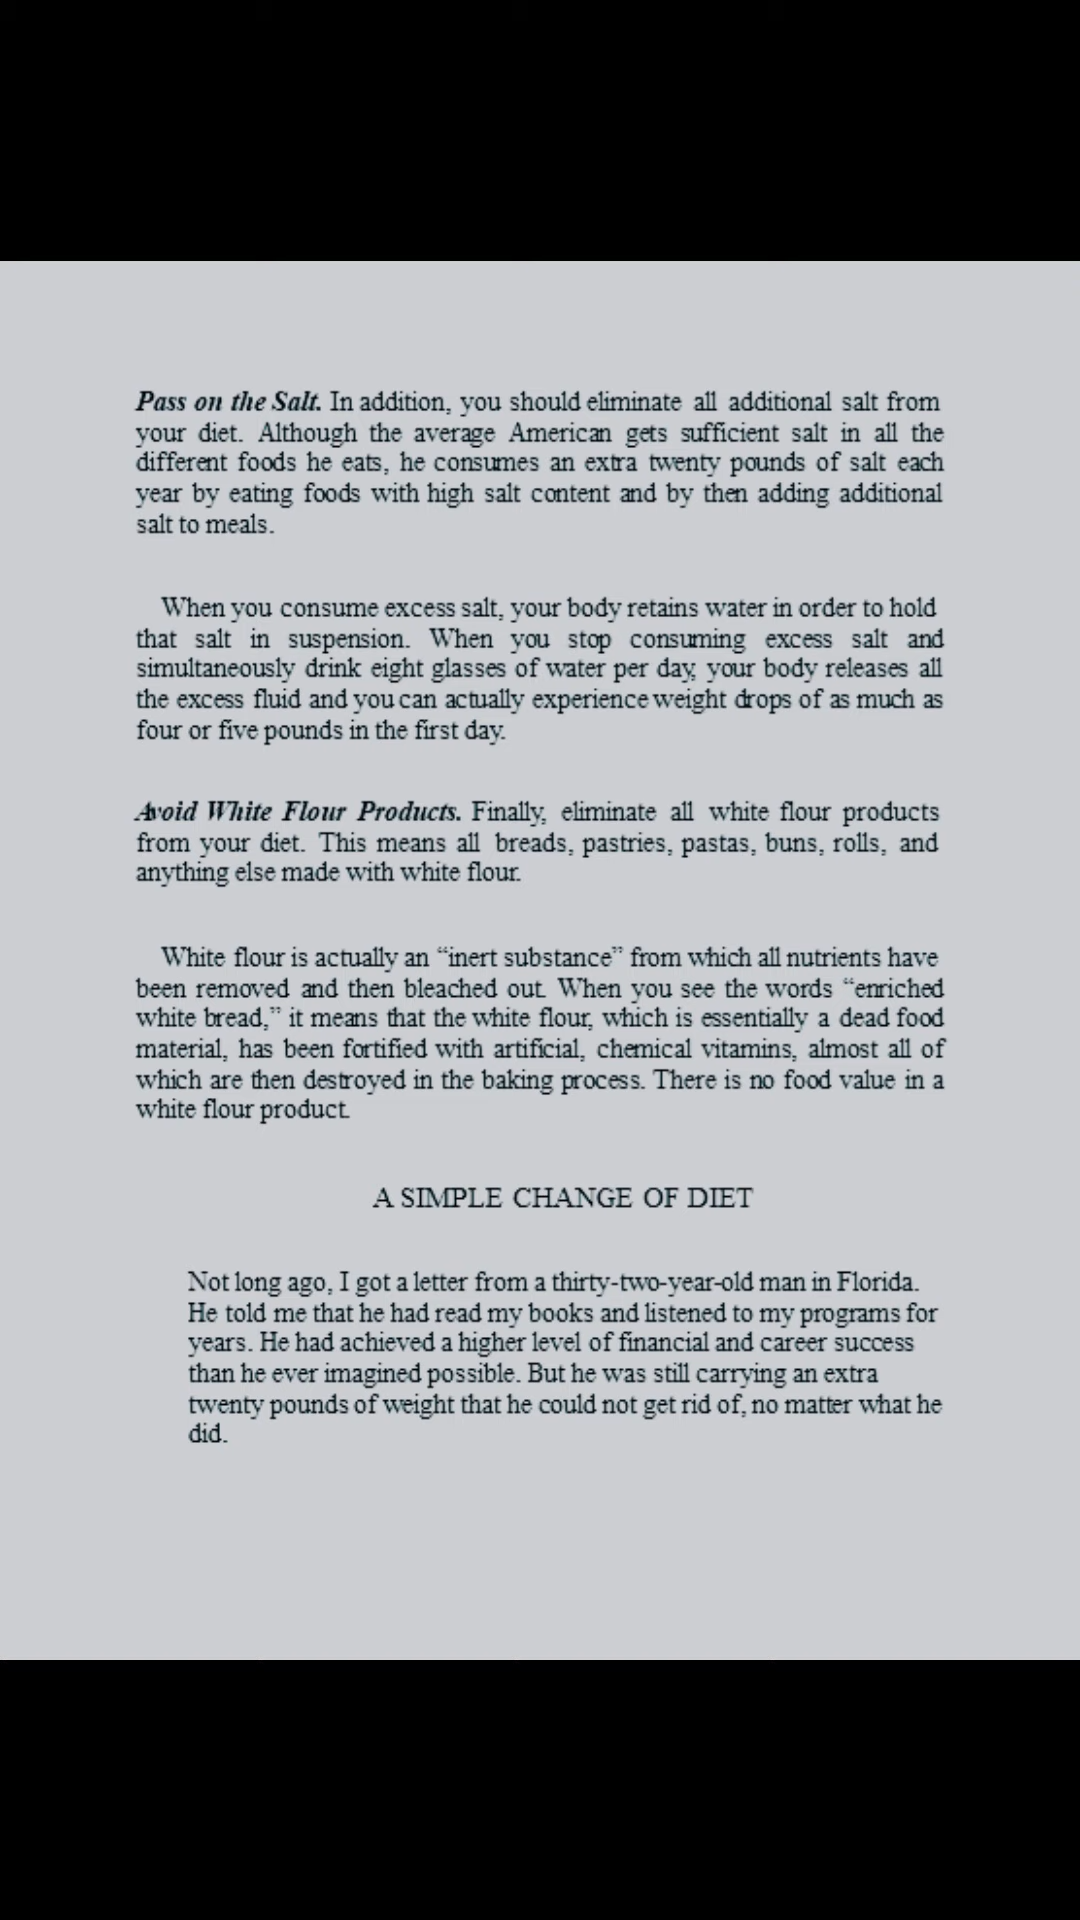 Pass on the Salt. In addition, you should eliminate all additional salt from
your diet. Although the average American gets sufficient salt in all the
different foods he eats, he consumes an extra twenty pounds of salt each
year by eating foods with high salt content and by then adding additional
salt to meals.
When you consume excess salt, your body retains water in order to hold
that salt in suspension. When you stop consuming excess salt and
simultaneously drink eight glasses of water per day, your body releases all
the excess fluid and you can actually experience weight drops of as much as
four or five pounds in the first day.
Avoid White Flour Products. Finally, eliminate all white flour products
from your diet. This means all breads, pastries, pastas, buns, rolls, and
anything else made with white flour.
White flour is actually an “inert substance” from which all nutrients have
been removed and then bleached out. When you see the words “enriched
white bread,” it means that the white flour, which is essentially a dead food
material, has been fortified with artificial, chemical vitamins, almost all of
which are then destroyed in the baking process. There is no food value in a
white flour product.
A SIMPLE CHANGE OF DIET
Not long ago, I got a letter from a thirty-two-year-old man in Florida.
He told me that he had read my books and listened to my programs for
years. He had achieved a higher level of financial and career success
than he ever imagined possible. But he was still carrying an extra
twenty pounds of weight that he could not get rid of, no matter what he
did.